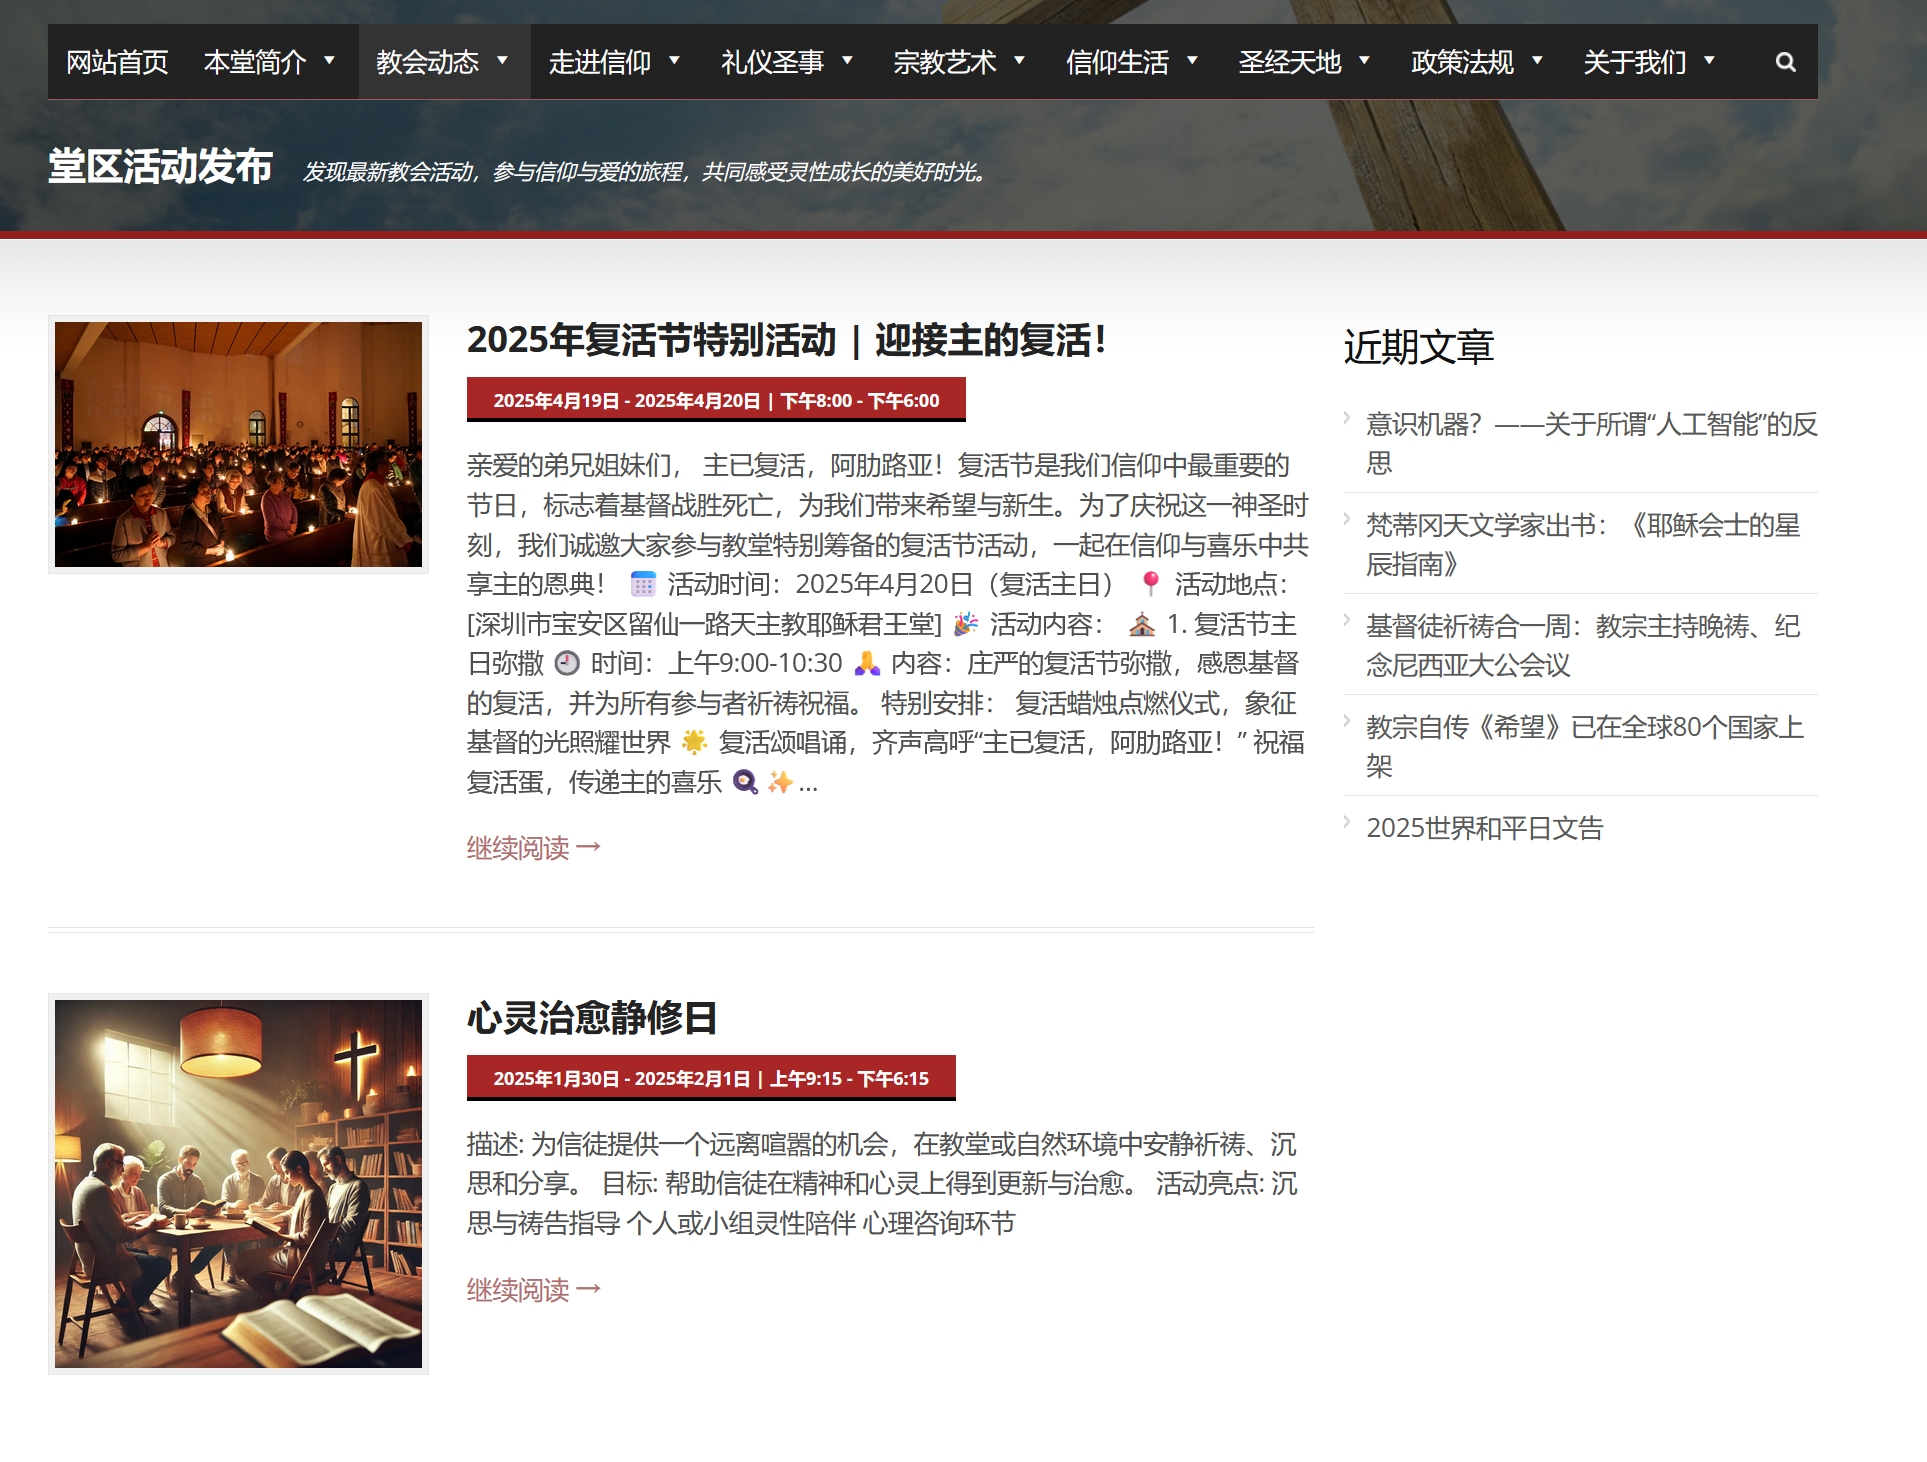 网站首页 本堂简介 教会动态 走进信仰 礼仪圣事 宗教艺术 信仰生活 圣经天地 政策法规 关于我们
堂区活动发布 发现最新教会活动，参与信仰与爱的旅程，共同感受灵性成长的美好时光。
2025年复活节特别活动 | 迎接主的复活！
2025年4月19日 - 2025年4月20日 | 下午8:00 - 下午6:00
亲爱的弟兄姐妹们， 主已复活，阿肋路亚！复活节是我们信仰中最重要的
节日，标志着基督战胜死亡，为我们带来希望与新生。为了庆祝这一神圣时
刻，我们诚邀大家参与教堂特别筹备的复活节活动，一起在信仰与喜乐中共
享主的恩典！ 📅 活动时间：2025年4月20日（复活主日） 📍 活动地点：
[深圳市宝安区留仙一路天主教耶稣君王堂] 🎉 活动内容： ⛪ 1. 复活节主
日弥撒 🕘 时间：上午9:00-10:30 🙏 内容：庄严的复活节弥撒，感恩基督
的复活，并为所有参与者祈祷祝福。 特别安排： 复活蜡烛点燃仪式，象征
基督的光照耀世界 🌟 复活颂唱诵，齐声高呼“主已复活，阿肋路亚！” 祝福
复活蛋，传递主的喜乐 🍳 ✨ ...
继续阅读 →
心灵治愈静修日
2025年1月30日 - 2025年2月1日 | 上午9:15 - 下午6:15
描述: 为信徒提供一个远离喧嚣的机会，在教堂或自然环境中安静祈祷、沉
思和分享。 目标: 帮助信徒在精神和心灵上得到更新与治愈。 活动亮点: 沉
思与祷告指导 个人或小组灵性陪伴 心理咨询环节
继续阅读 →
近期文章
意识机器？——关于所谓“人工智能”的反
思
梵蒂冈天文学家出书：《耶稣会士的星
辰指南》
基督徒祈祷合一周：教宗主持晚祷、纪
念尼西亚大公会议
教宗自传《希望》已在全球80个国家上
架
2025世界和平日文告